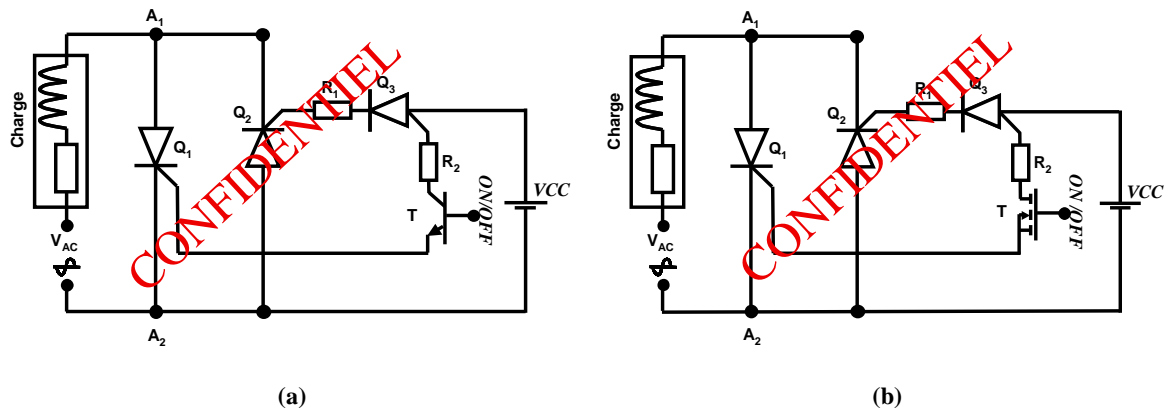 A1
Charge
VAC
Q1
Q2
R1
Q3
R2
T
ON/OFF
VCC
A2
CONFIDENTIEL
(a)
A1
Charge
VAC
Q1
Q2
R1
Q3
R2
T
ON/OFF
VCC
A2
CONFIDENTIEL
(b)